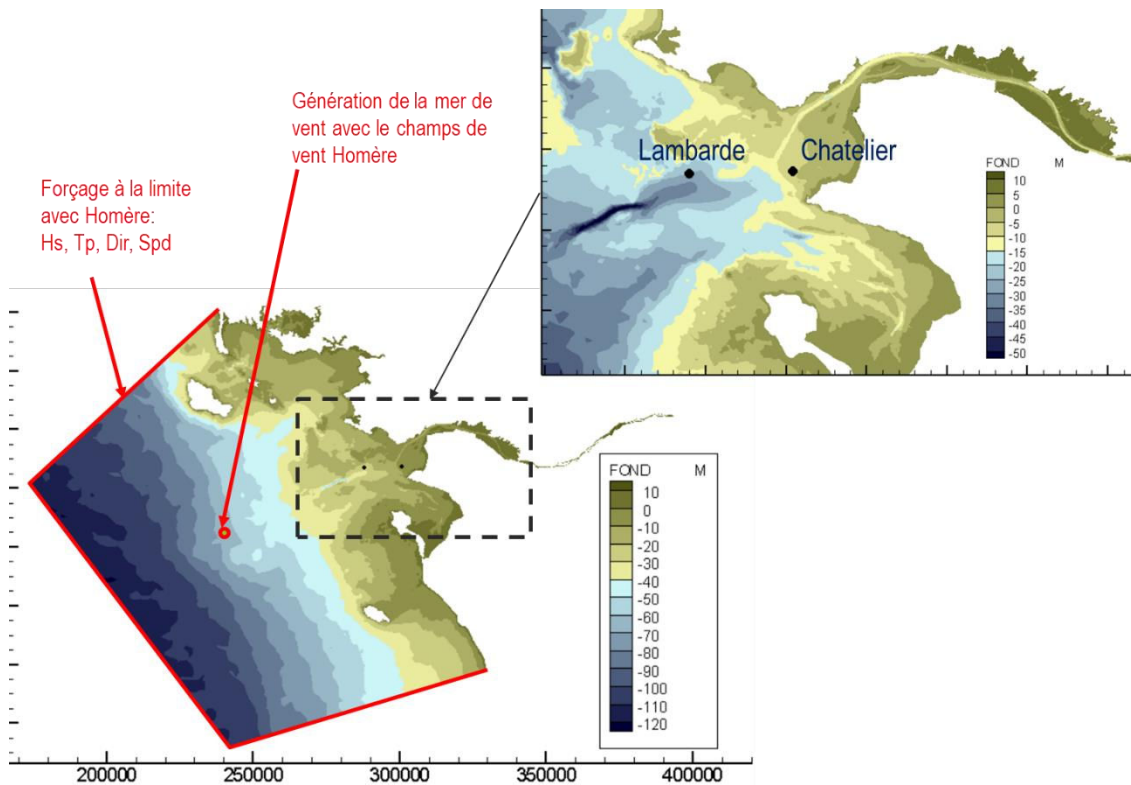 Génération de la mer de
vent avec le champs de
vent Homère
Forçage à la limite
avec Homère:
Hs, Tp, Dir, Spd
Lambarde
Chatelier
FOND M
10
5
0
-5
-10
-15
-20
-25
-30
-35
-40
-45
-50
FOND M
10
0
-10
-20
-30
-40
-50
-60
-70
-80
-90
-100
-110
-120
200000 250000 300000 350000 400000